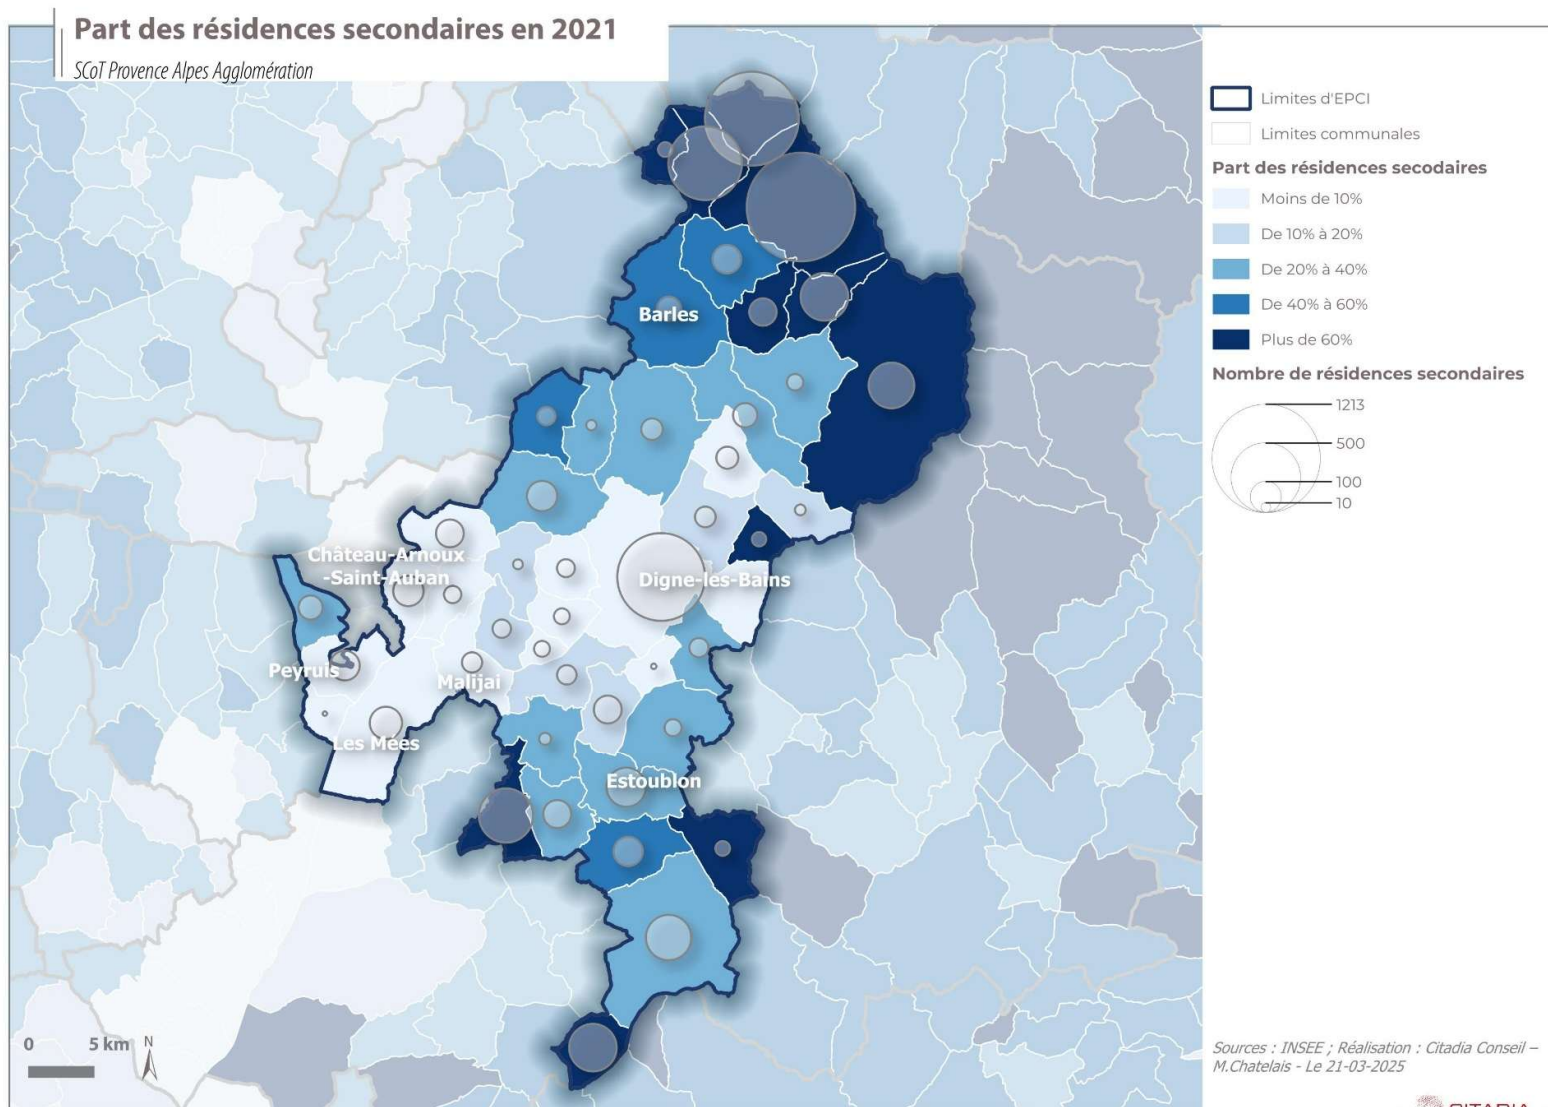 Part des résidences secondaires en 2021
SCoT Provence Alpes Agglomération
Limites d'EPCI
Limites communales
Part des résidences secodaires
Moins de 10%
De 10% à 20%
De 20% à 40%
De 40% à 60%
Plus de 60%
Nombre de résidences secondaires
1213
500
100
10
Barles
Château-Arnoux
-Saint-Auban
Digne-les-Bains
Peyruis
Malijai
Les Mées
Estoublon
0 5 km N
Sources : INSEE ; Réalisation : Citadia Conseil –
M.Chatelais - Le 21-03-2025